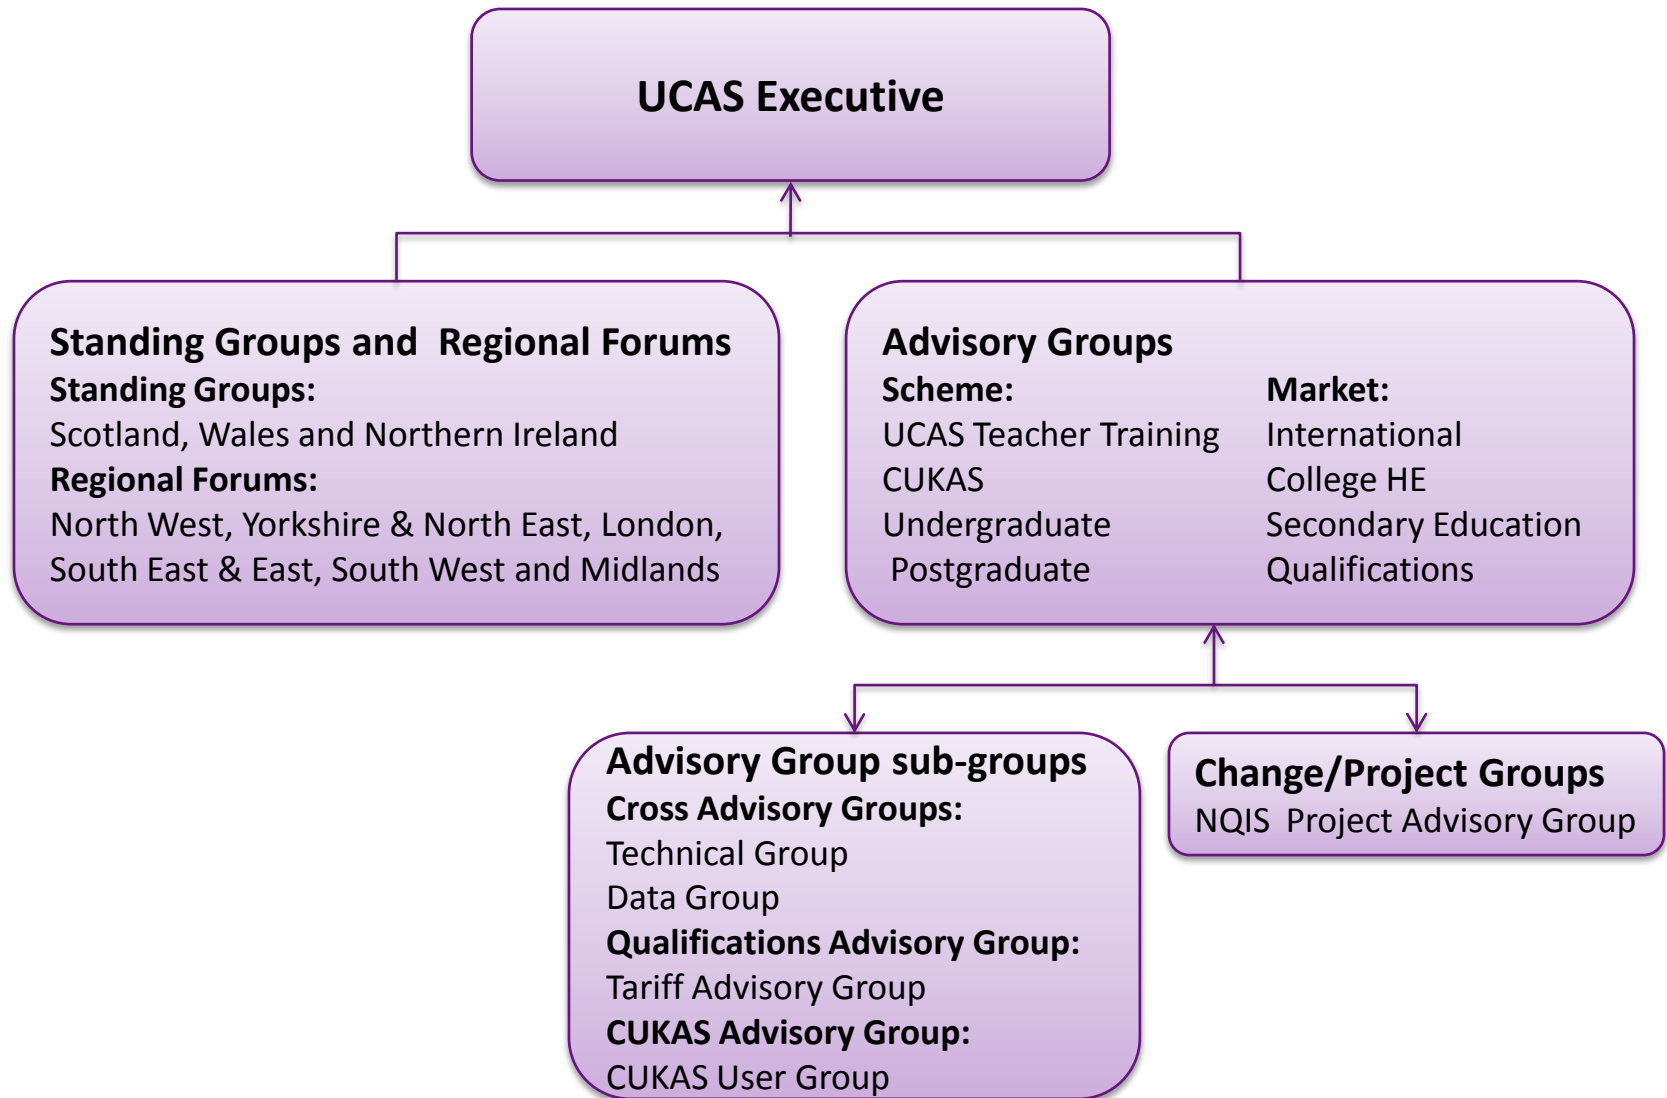 UCAS Executive
Standing Groups and  Regional Forums
Standing Groups:
Scotland, Wales and Northern Ireland
Regional Forums:
North West, Yorkshire & North East, London,
South East & East, South West and Midlands
Advisory Groups
Scheme:
UCAS Teacher Training
CUKAS
Undergraduate
Postgraduate
Market:
International
College HE
Secondary Education
Qualifications
Advisory Group sub-groups
Cross Advisory Groups:
Technical Group
Data Group
Qualifications Advisory Group:
Tariff Advisory Group
CUKAS Advisory Group:
CUKAS User Group
Change/Project Groups
NQIS  Project Advisory Group